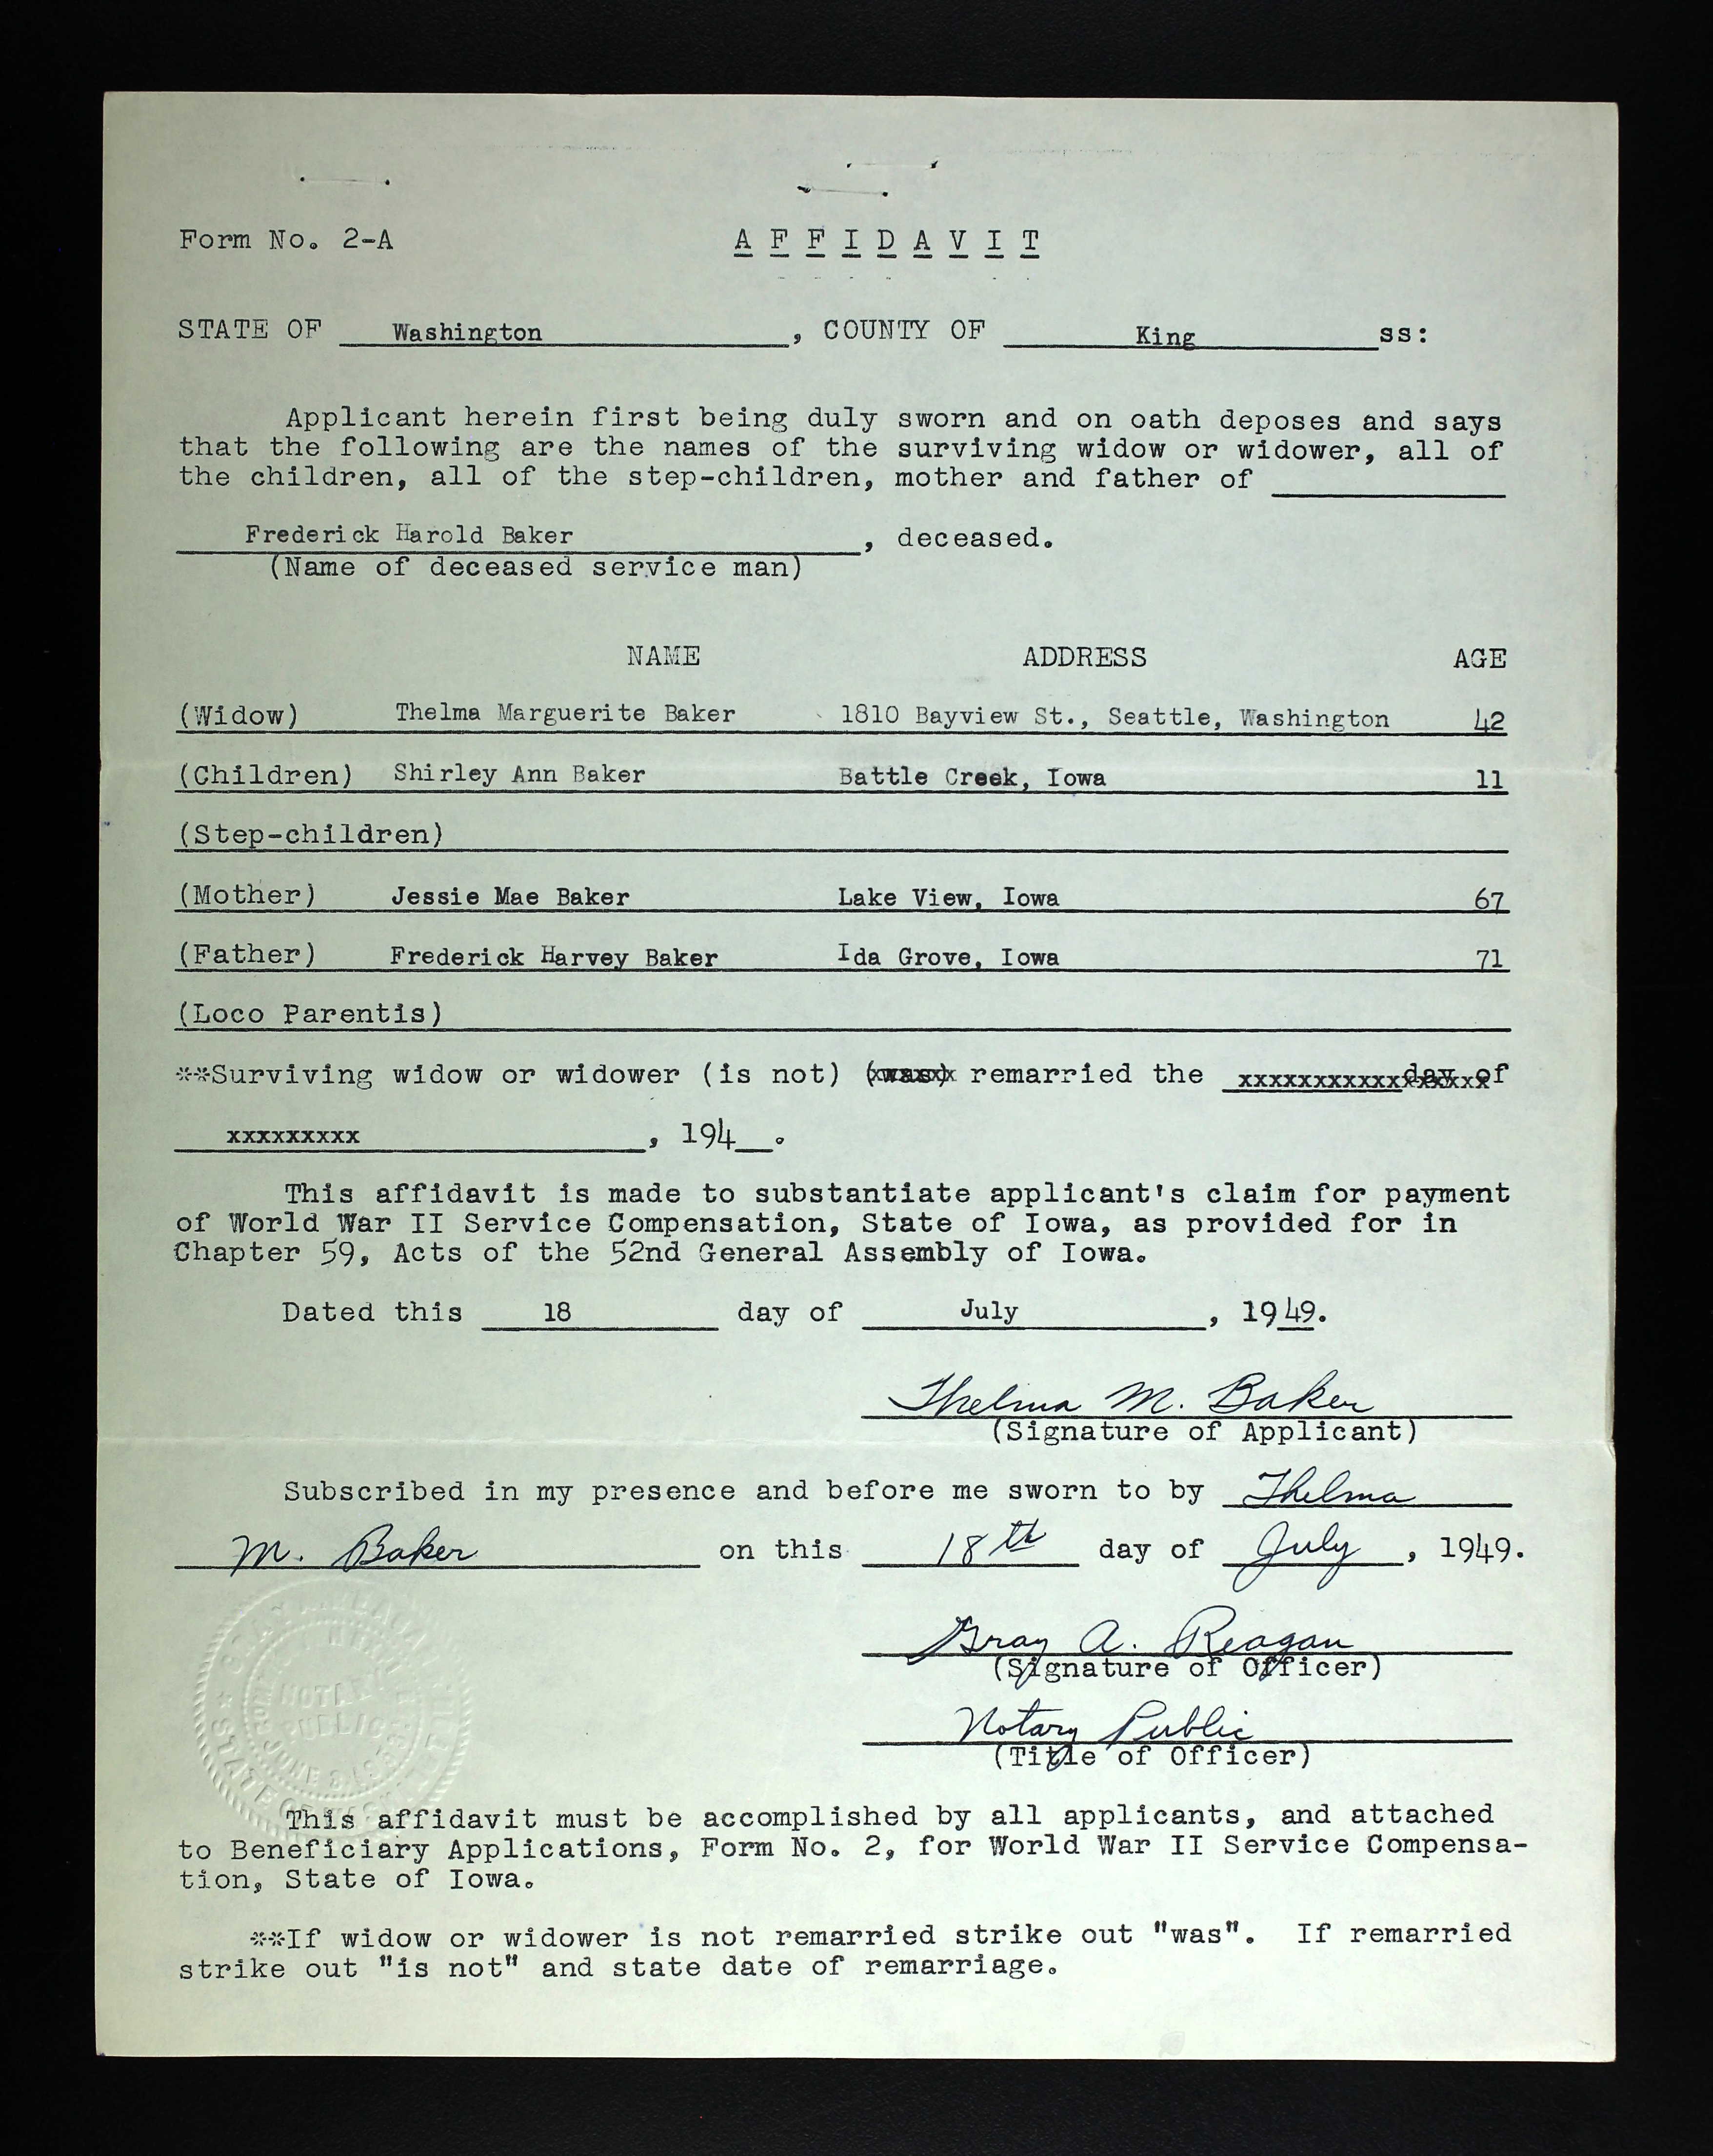 Form No. 2-A AFFIDAVIT
STATE OF Washington, COUNTY OF King ss:
Applicant herein first being duly sworn and on oath deposes and says
that the following are the names of the surviving widow or widower, all of
the children, all of the step-children, mother and father of
Frederick Harold Baker, deceased.
(Name of deceased service man)
NAME ADDRESS AGE
(Widow) Thelma Marguerite Baker 1810 Bayview St., Seattle, Washington 42
(Children) Shirley Ann Baker Battle Creek, Iowa 11
(Step-children)
(Mother) Jessie Mae Baker Lake View, Iowa 67
(Father) Frederick Harvey Baker Ida Grove, Iowa 71
(Loco Parentis)
**Surviving widow or widower (is not) (was) remarried the xxxxxxxxxxx day of
xxxxxxxxx, 194__.
This affidavit is made to substantiate applicant's claim for payment
of World War II Service Compensation, State of Iowa, as provided for in
Chapter 59, Acts of the 52nd General Assembly of Iowa.
Dated this 18 day of July, 1949.
Thelma M. Baker
(Signature of Applicant)
Subscribed in my presence and before me sworn to by Thelma
M. Baker on this 18th day of July, 1949.
Gray A. Reagan
(Signature of Officer)
Notary Public
(Title of Officer)
NOTARY
PUBLIC
STATE OF
This affidavit must be accomplished by all applicants, and attached
to Beneficiary Applications, Form No. 2, for World War II Service Compensa-
tion, State of Iowa.
**If widow or widower is not remarried strike out "was". If remarried
strike out "is not" and state date of remarriage.